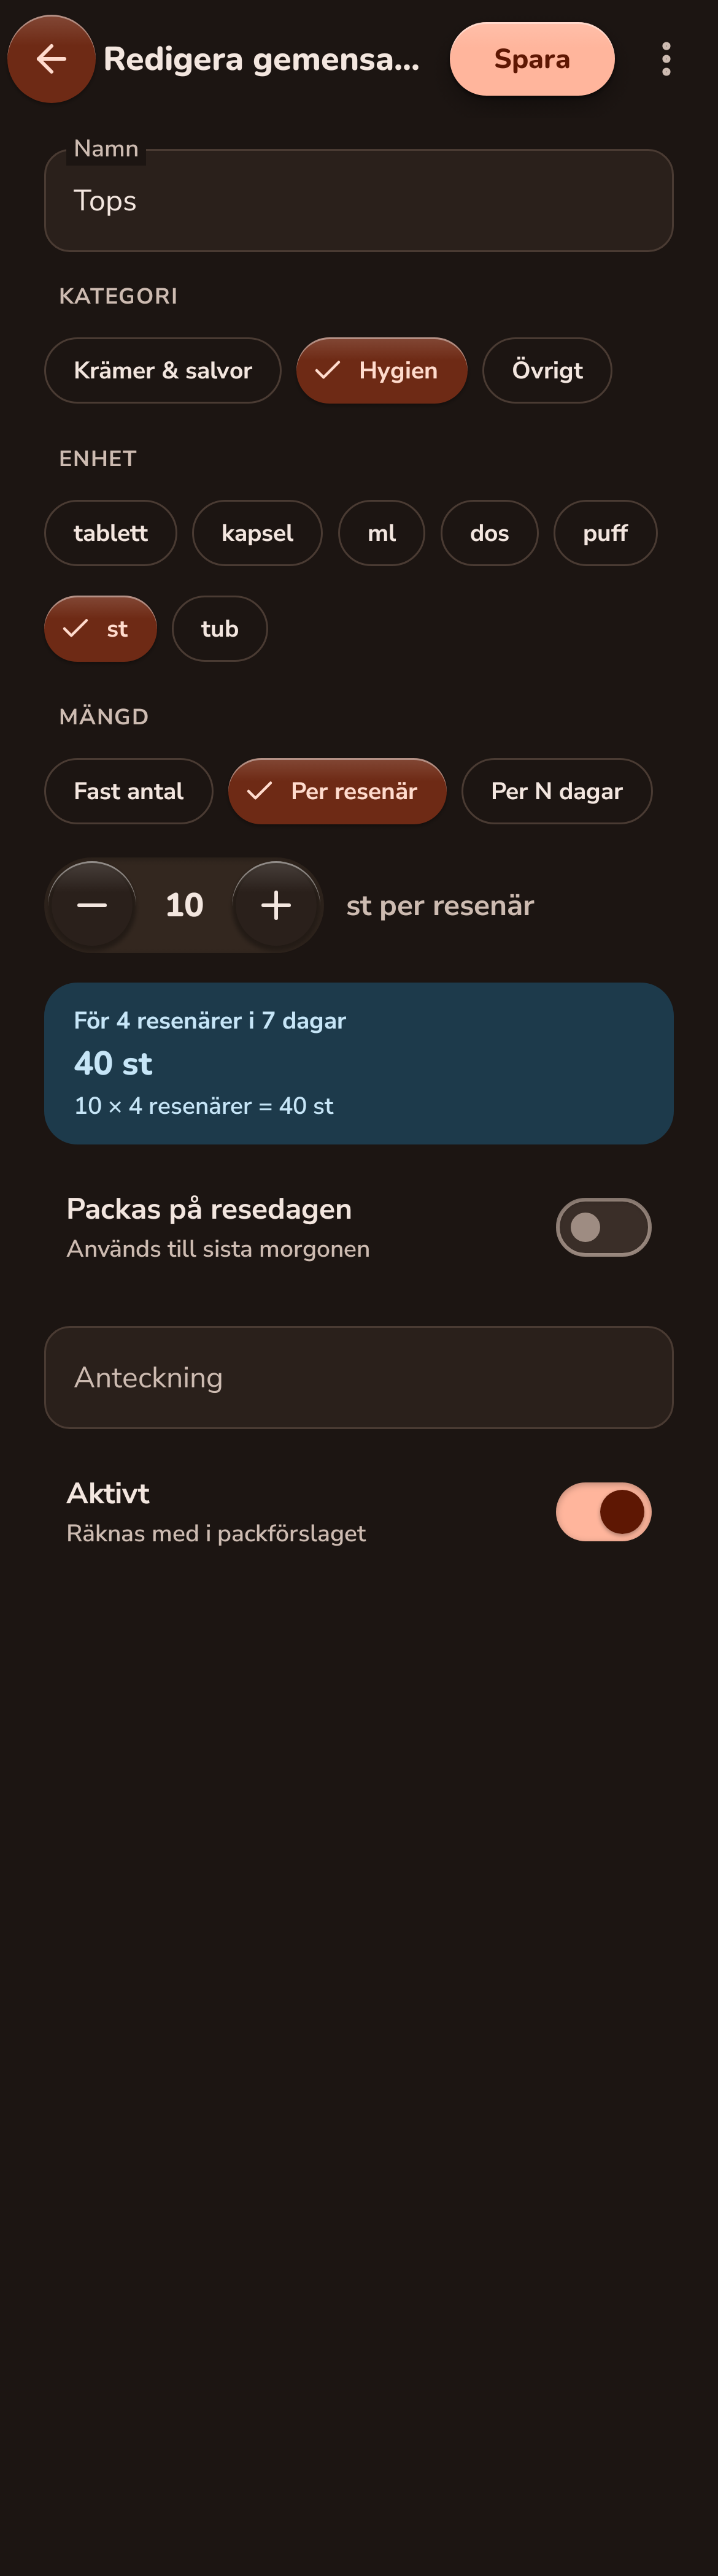 Redigera gemensa...
Spara
Namn
Tops
KATEGORI
Krämer & salvor
Hygien
Övrigt
ENHET
tablett
kapsel
ml
dos
puff
st
tub
MÄNGD
Fast antal
Per resenär
Per N dagar
10
st per resenär
För 4 resenärer i 7 dagar
40 st
10 × 4 resenärer = 40 st
Packas på resedagen
Används till sista morgonen
Anteckning
Aktivt
Räknas med i packförslaget